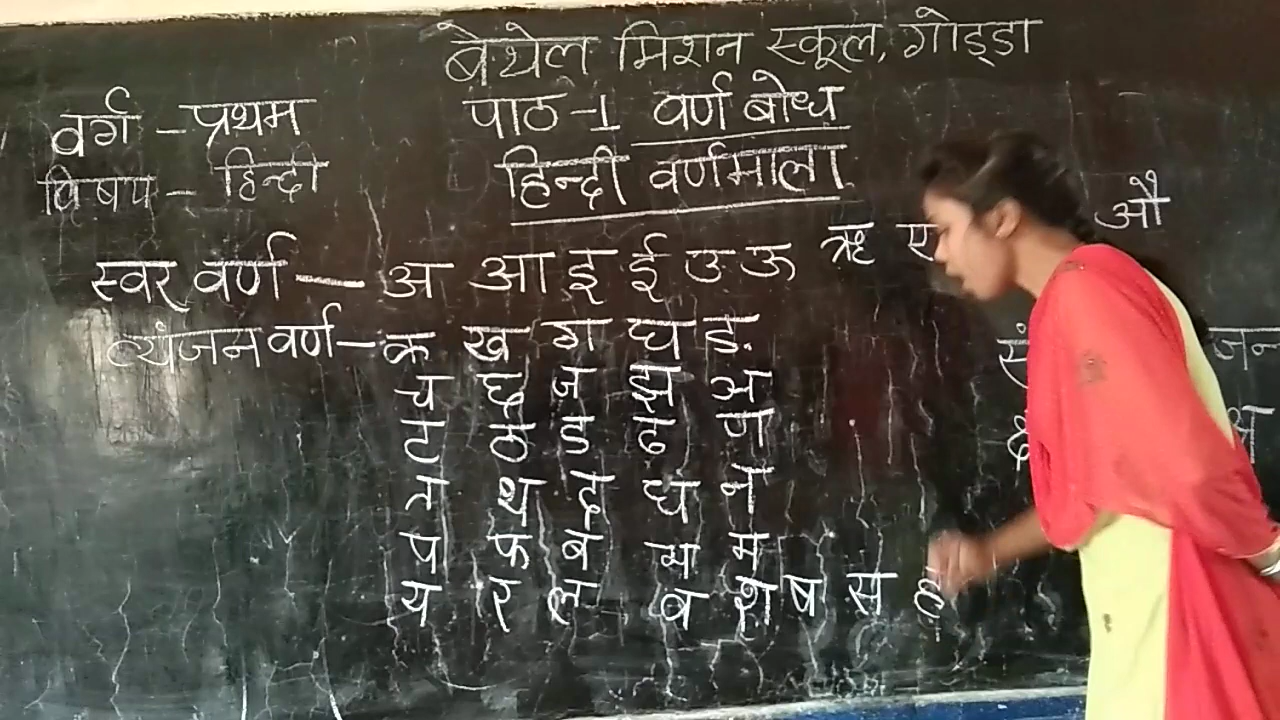 बेथेल मिशन स्कूल, गोड्डा
वर्ग - प्रथम
पाठ-1 वर्ण बोध
विषय - हिन्दी
हिन्दी वर्णमाला
स्वर वर्ण — अ आ इ ई उ ऊ ऋ ए औ
व्यंजन वर्ण - क ख ग घ ङ
च छ ज झ अ
ट ठ ड ढ ण
त थ द ध न
प फ ब भ म
य र ल व श ष स ह